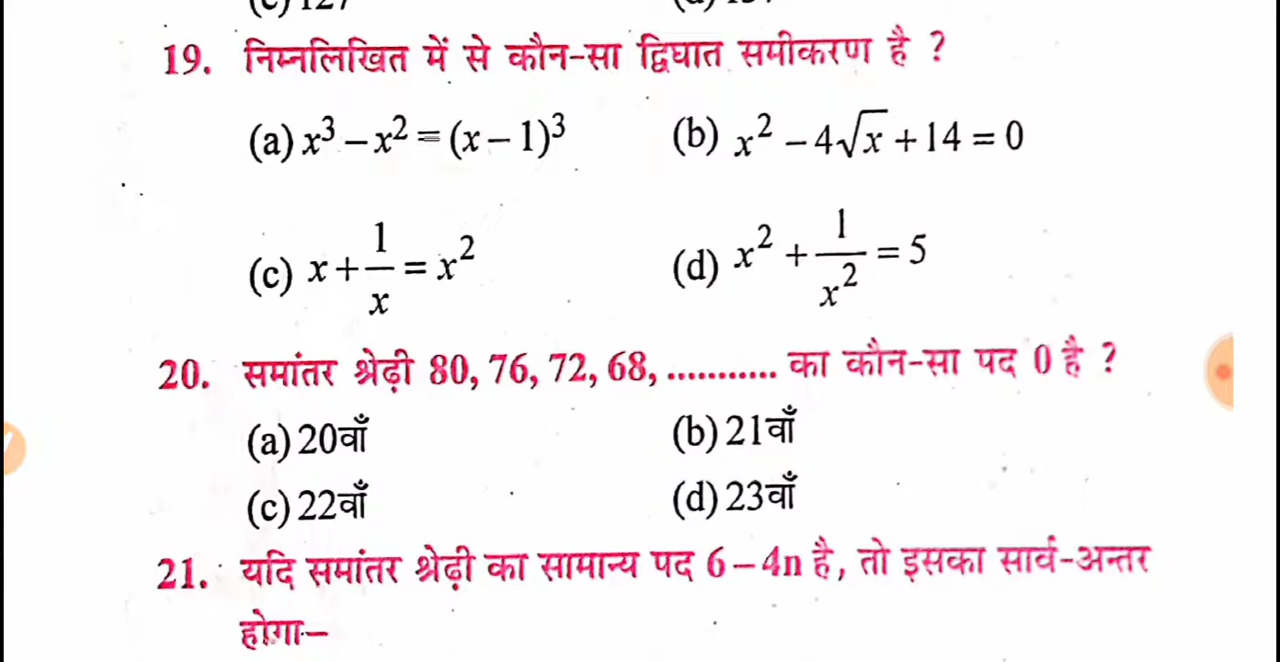 19. निम्नलिखित में से कौन-सा द्विघात समीकरण है ?
(a) x³ – x² = (x – 1)³ (b) x² – 4√x + 14 = 0
(c) x + 1/x = x² (d) x² + 1/x² = 5
20. समांतर श्रेढ़ी 80, 76, 72, 68, ........... का कौन-सा पद 0 है ?
(a) 20वाँ (b) 21वाँ
(c) 22वाँ (d) 23वाँ
21. यदि समांतर श्रेढ़ी का सामान्य पद 6 – 4n है, तो इसका सार्व-अन्तर
होगा–